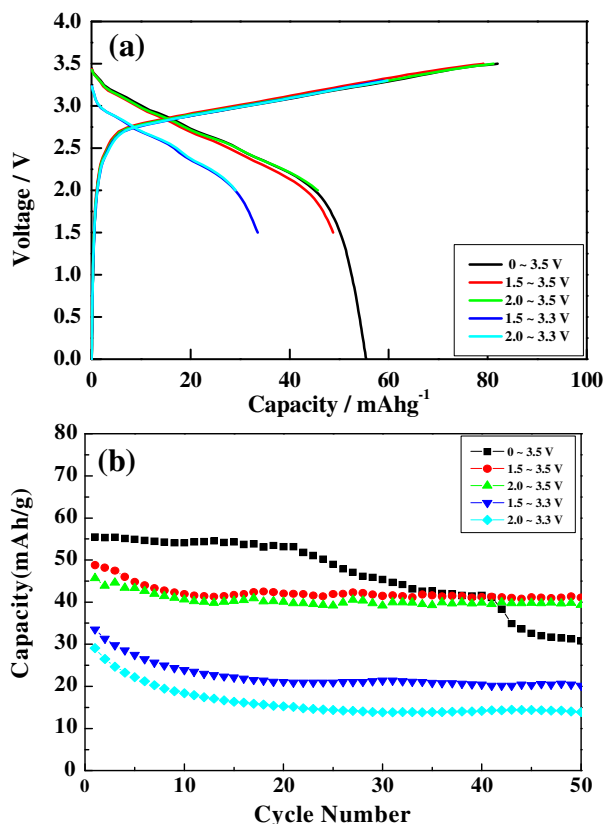 (a)
4.0
3.5
3.0
2.5
2.0
1.5
1.0
0.5
0.0
Voltage / V
0 ~ 3.5 V
1.5 ~ 3.5 V
2.0 ~ 3.5 V
1.5 ~ 3.3 V
2.0 ~ 3.3 V
0 20 40 60 80 100
Capacity / mAhg⁻¹
(b)
80
70
60
50
40
30
20
10
0
Capacity(mAh/g)
0 ~ 3.5 V
1.5 ~ 3.5 V
2.0 ~ 3.5 V
1.5 ~ 3.3 V
2.0 ~ 3.3 V
0 10 20 30 40 50
Cycle Number